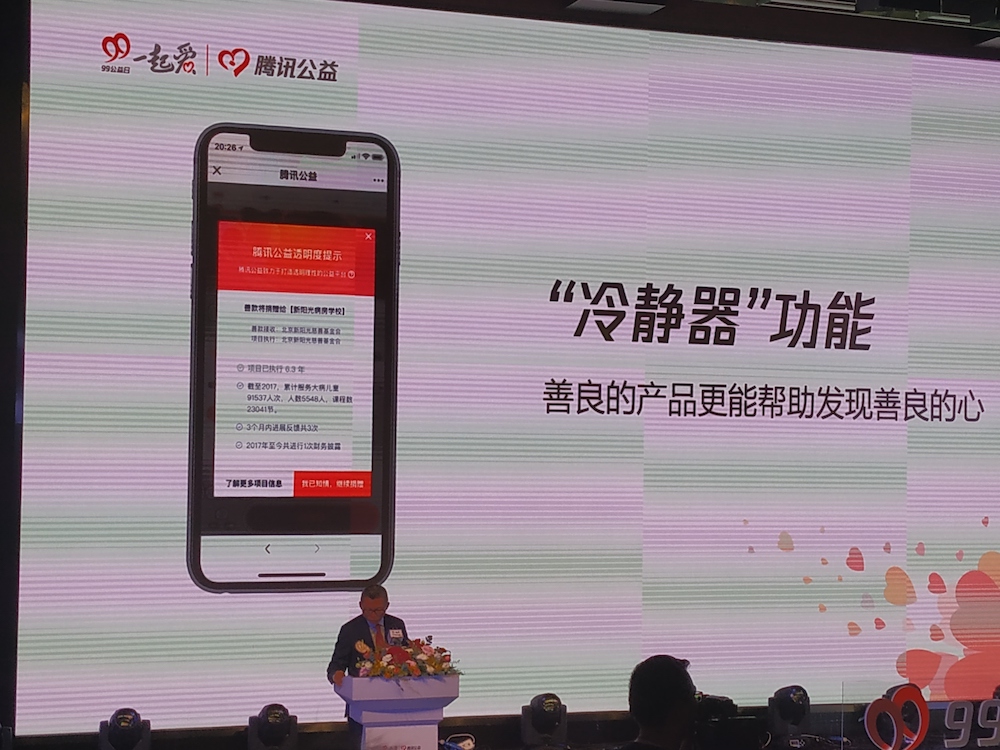 99公益日
一起爱
腾讯公益
20:26
腾讯公益
腾讯公益透明度提示
腾讯公益致力于打造透明理性的公益平台
善款将捐赠给【新阳光病房学校】
善款接收：北京新阳光慈善基金会
项目执行：北京新阳光慈善基金会
项目已执行 6.3 年
截至2017，累计服务大病儿童
91537人次，人数5548人，课程数
23041节。
3个月内进展反馈共3次
2017年至今共进行1次财务披露
了解更多项目信息
我已知情，继续捐赠
“冷静器”功能
善良的产品更能帮助发现善良的心
99